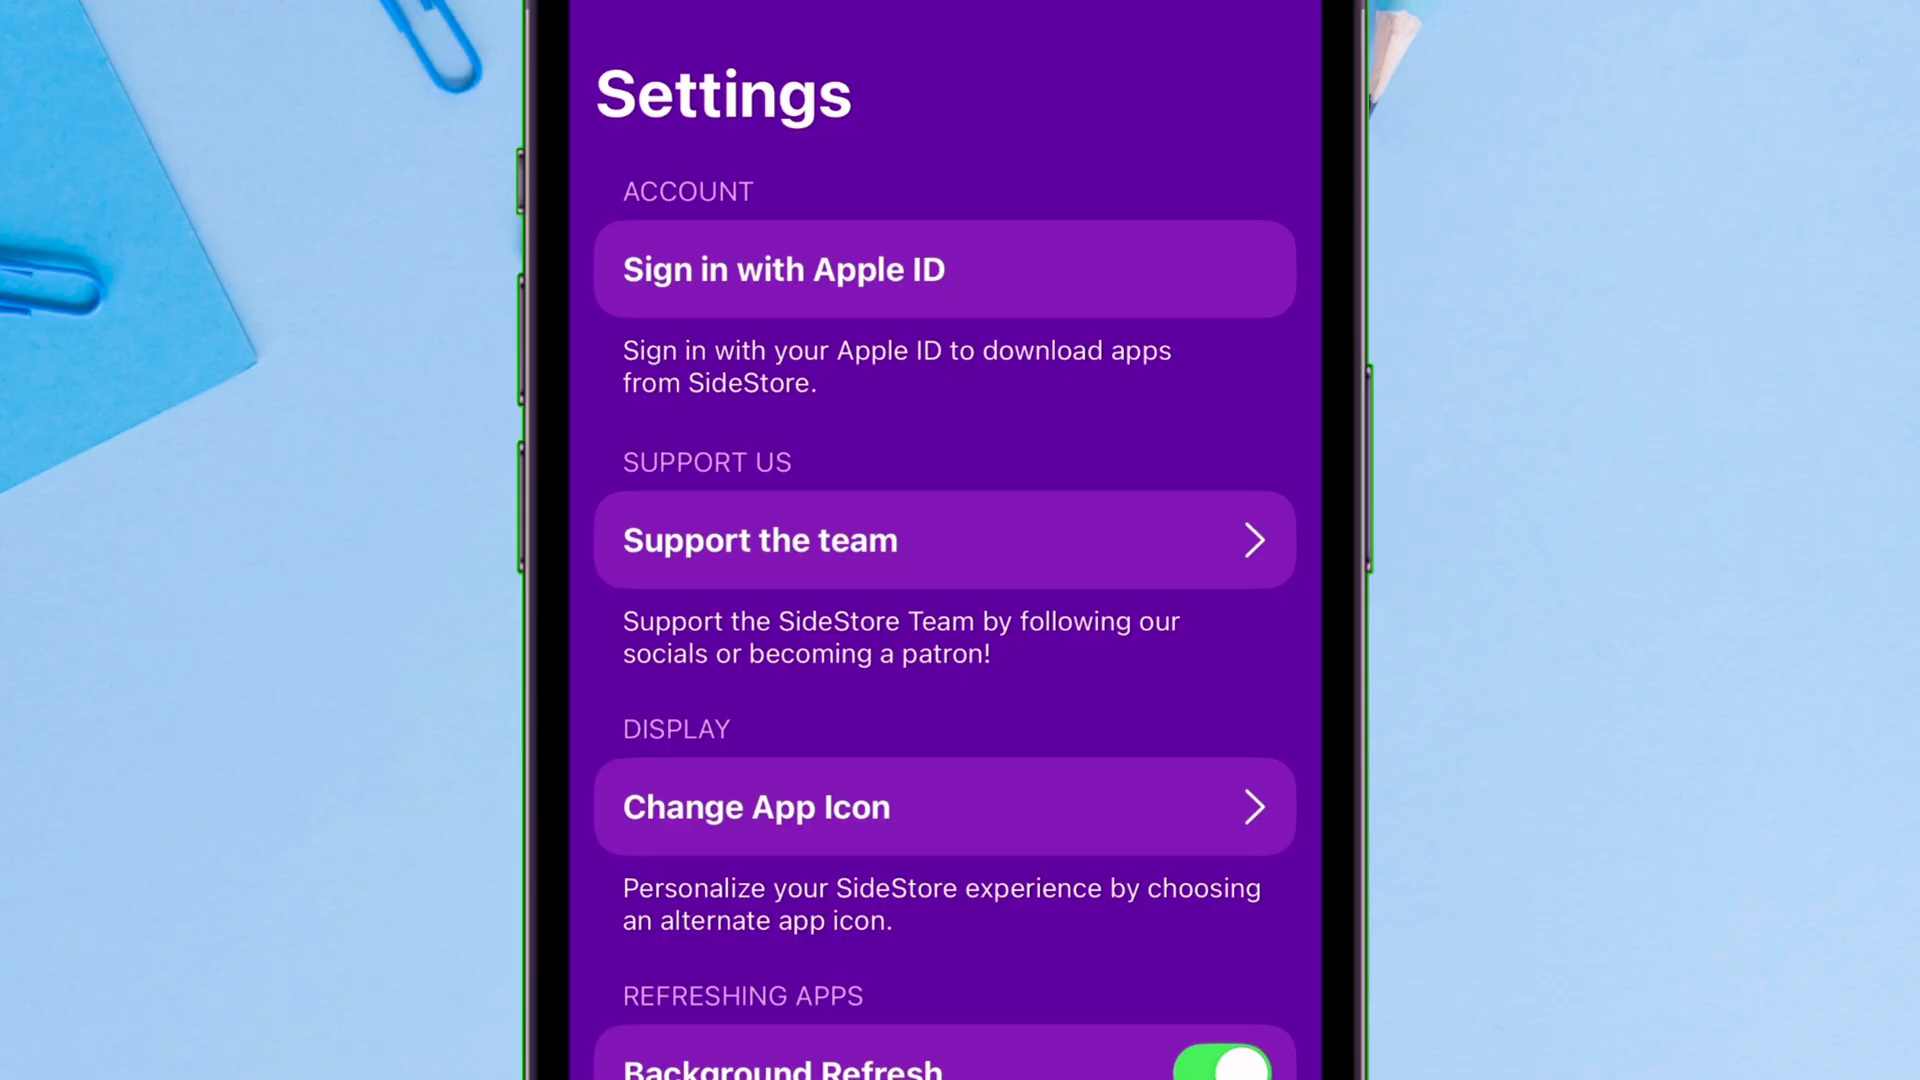 Settings
ACCOUNT
Sign in with Apple ID
Sign in with your Apple ID to download apps
from SideStore.
SUPPORT US
Support the team
Support the SideStore Team by following our
socials or becoming a patron!
DISPLAY
Change App Icon
Personalize your SideStore experience by choosing
an alternate app icon.
REFRESHING APPS
Background Refresh